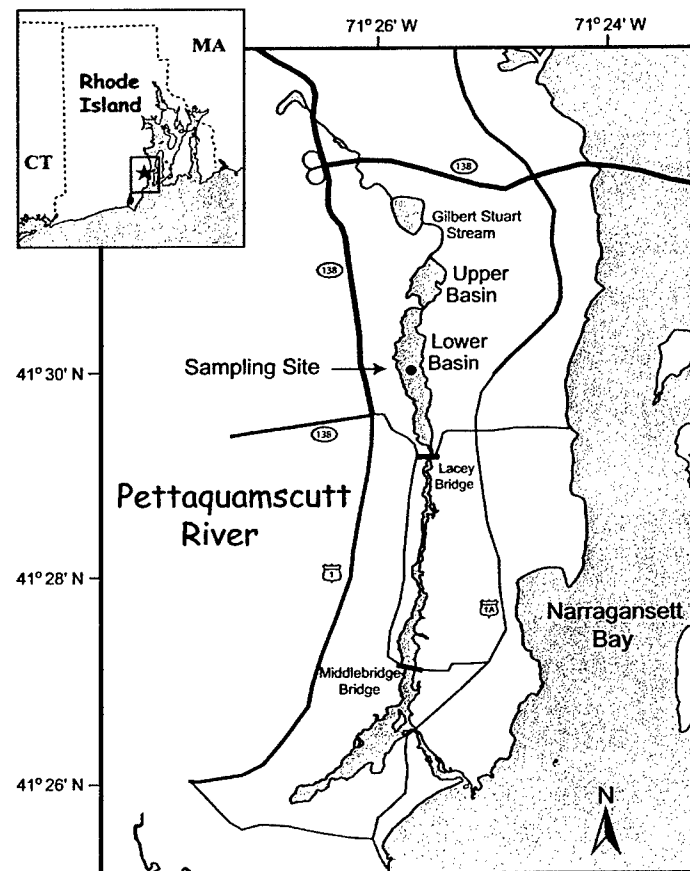 71° 26' W
71° 24' W
MA
Rhode
Island
CT
138
Gilbert Stuart
Stream
138
Upper
Basin
Lower
Basin
Sampling Site
41° 30' N
138
Lacey
Bridge
Pettaquamscutt
River
1
41° 28' N
1A
Narragansett
Bay
Middlebridge
Bridge
41° 26' N
N